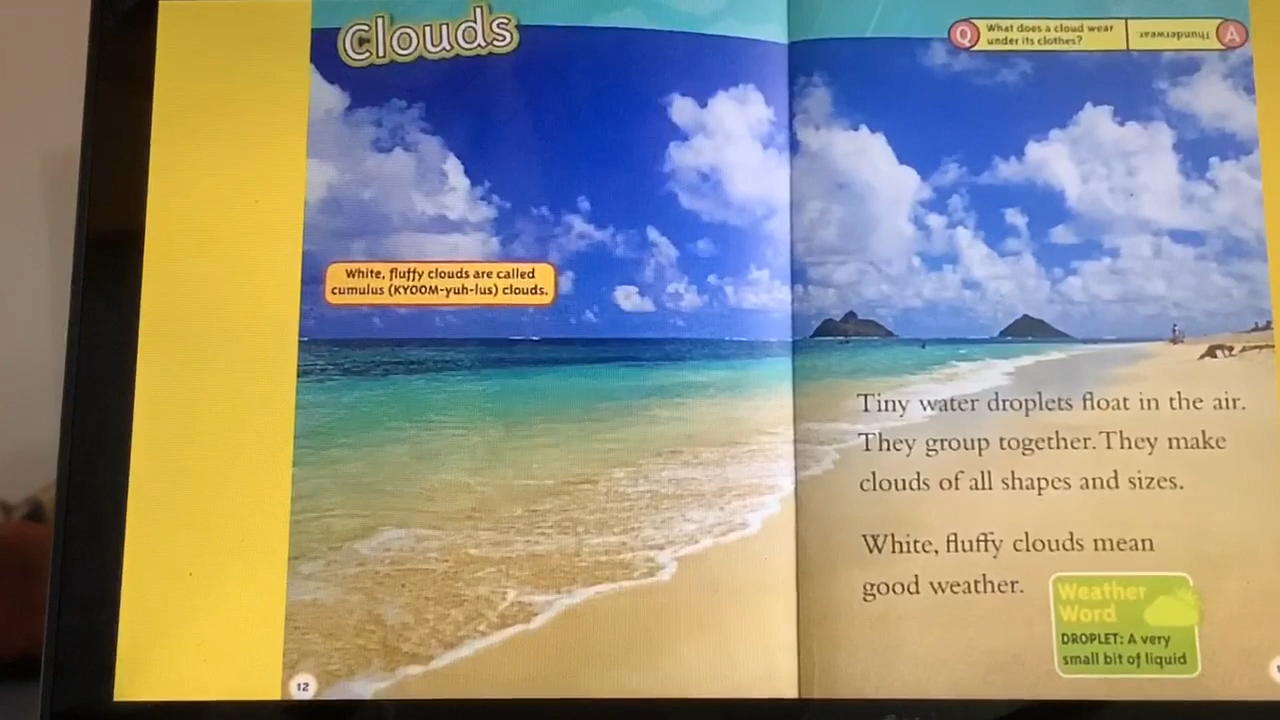 Clouds
Q
What does a cloud wear
under its clothes?
Thunderwear
A
White, fluffy clouds are called
cumulus (KYOOM-yuh-lus) clouds.
Tiny water droplets float in the air.
They group together. They make
clouds of all shapes and sizes.
White, fluffy clouds mean
good weather.
Weather
Word
DROPLET: A very
small bit of liquid
12